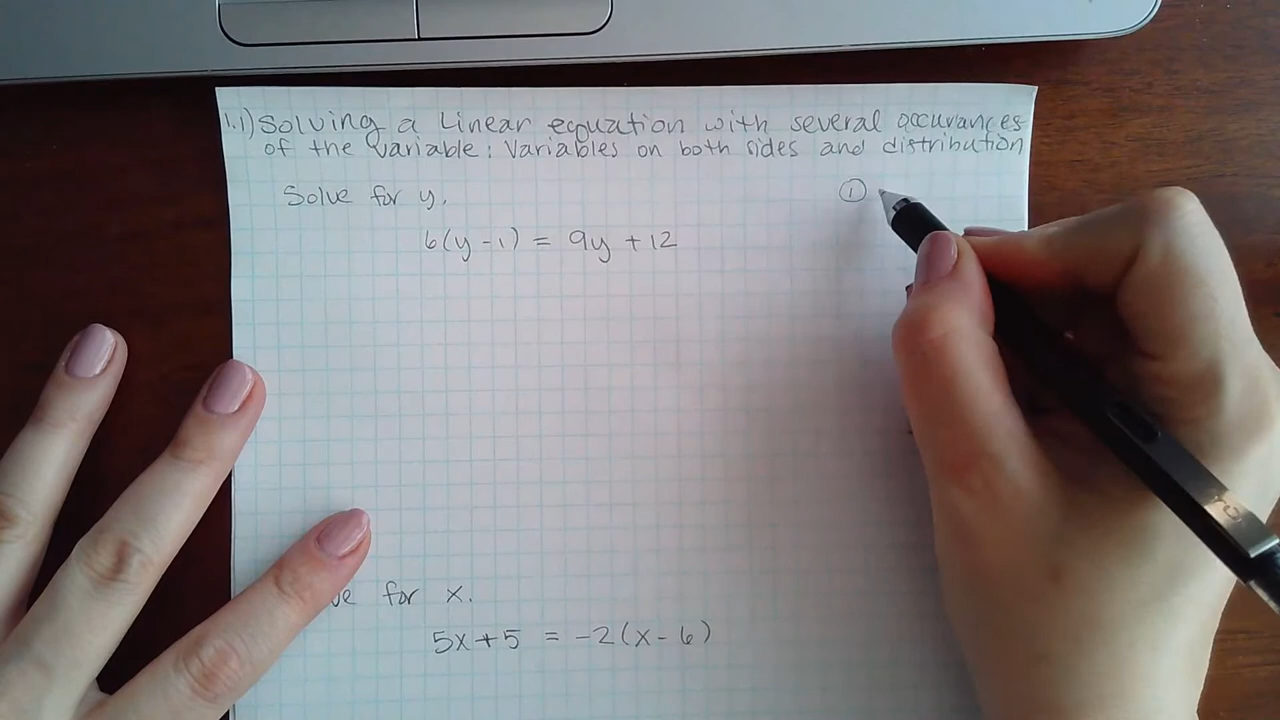 1.1) Solving a Linear equation with several occurances
of the variable: Variables on both sides and distribution
Solve for y.
①
6(y-1) = 9y +12
for x.
5x+5 = -2(x-6)